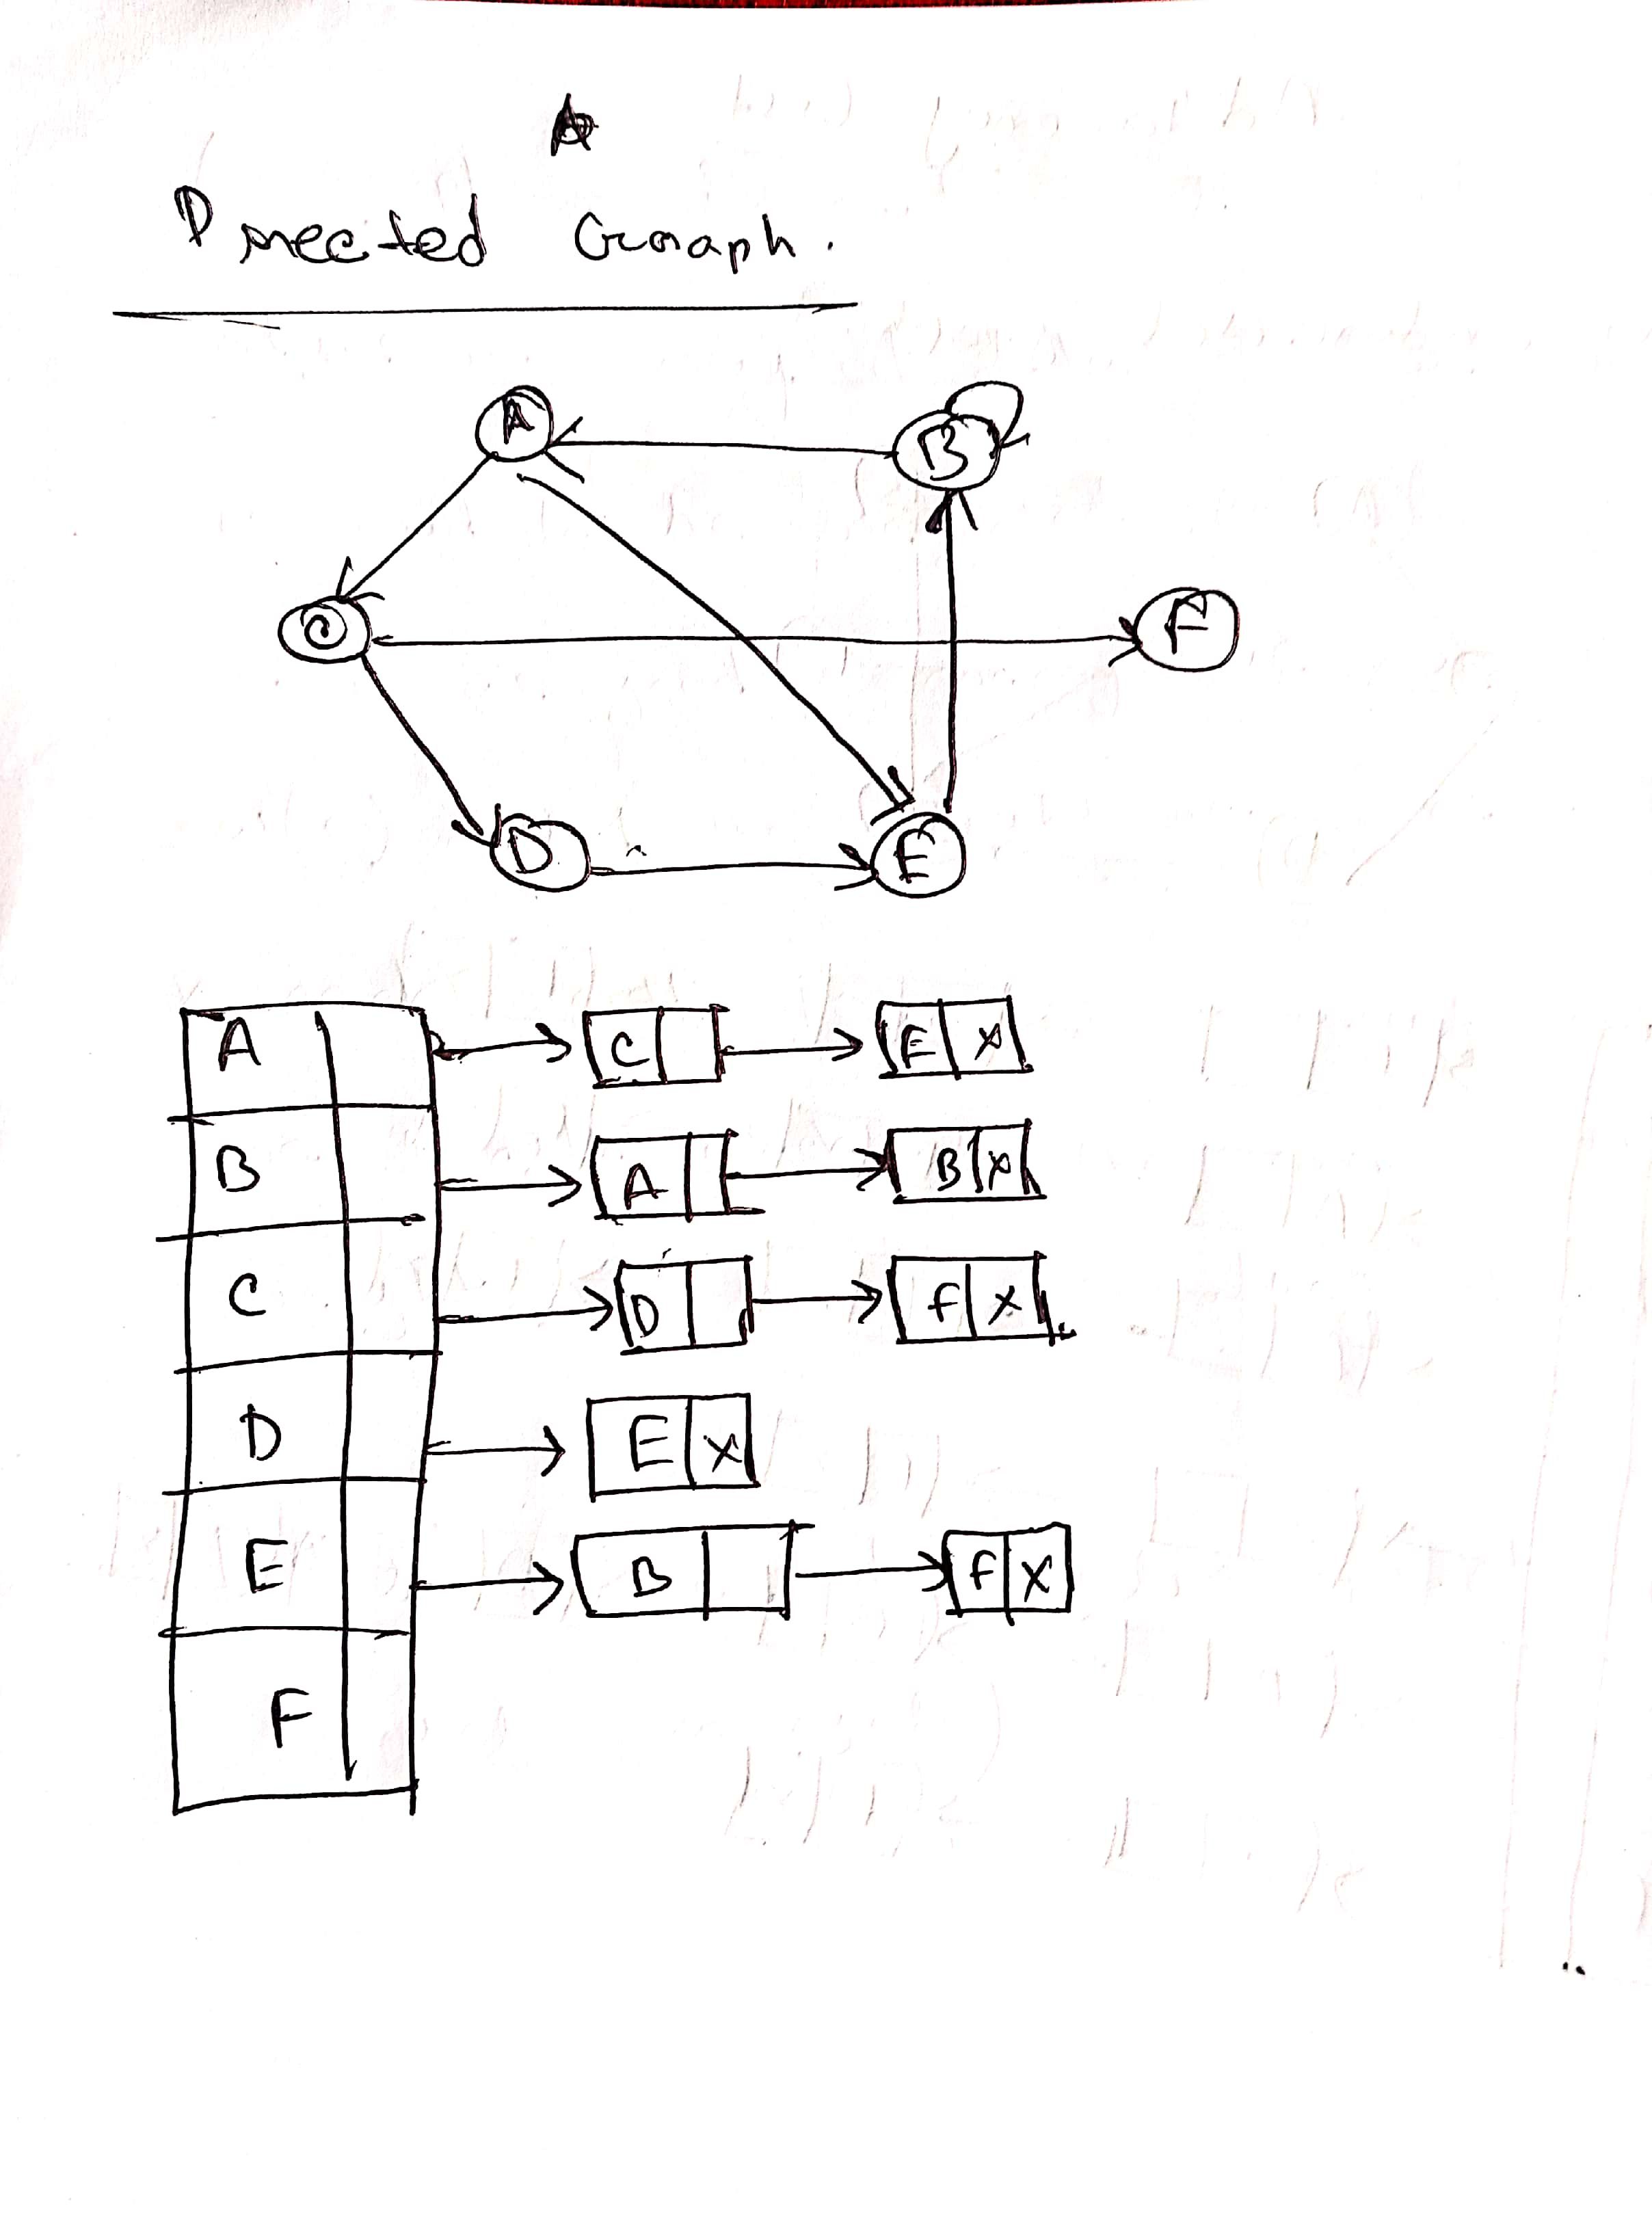 Directed Graph.
A
B
C
F
D
E
A C E X
B A B X
C D F X
D E X
E B F X
F